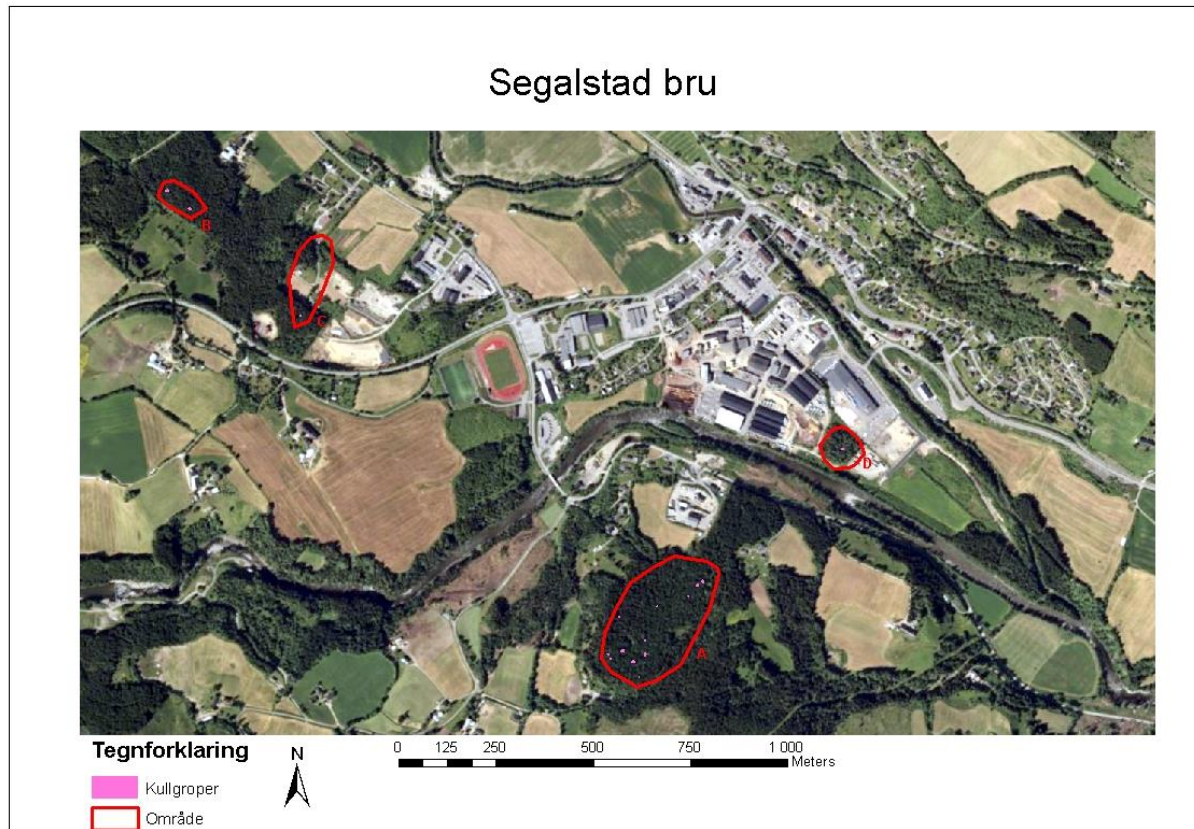 Segalstad bru
B
C
D
A
Tegnforklaring
Kullgroper
Område
N
0 125 250 500 750 1 000
Meters